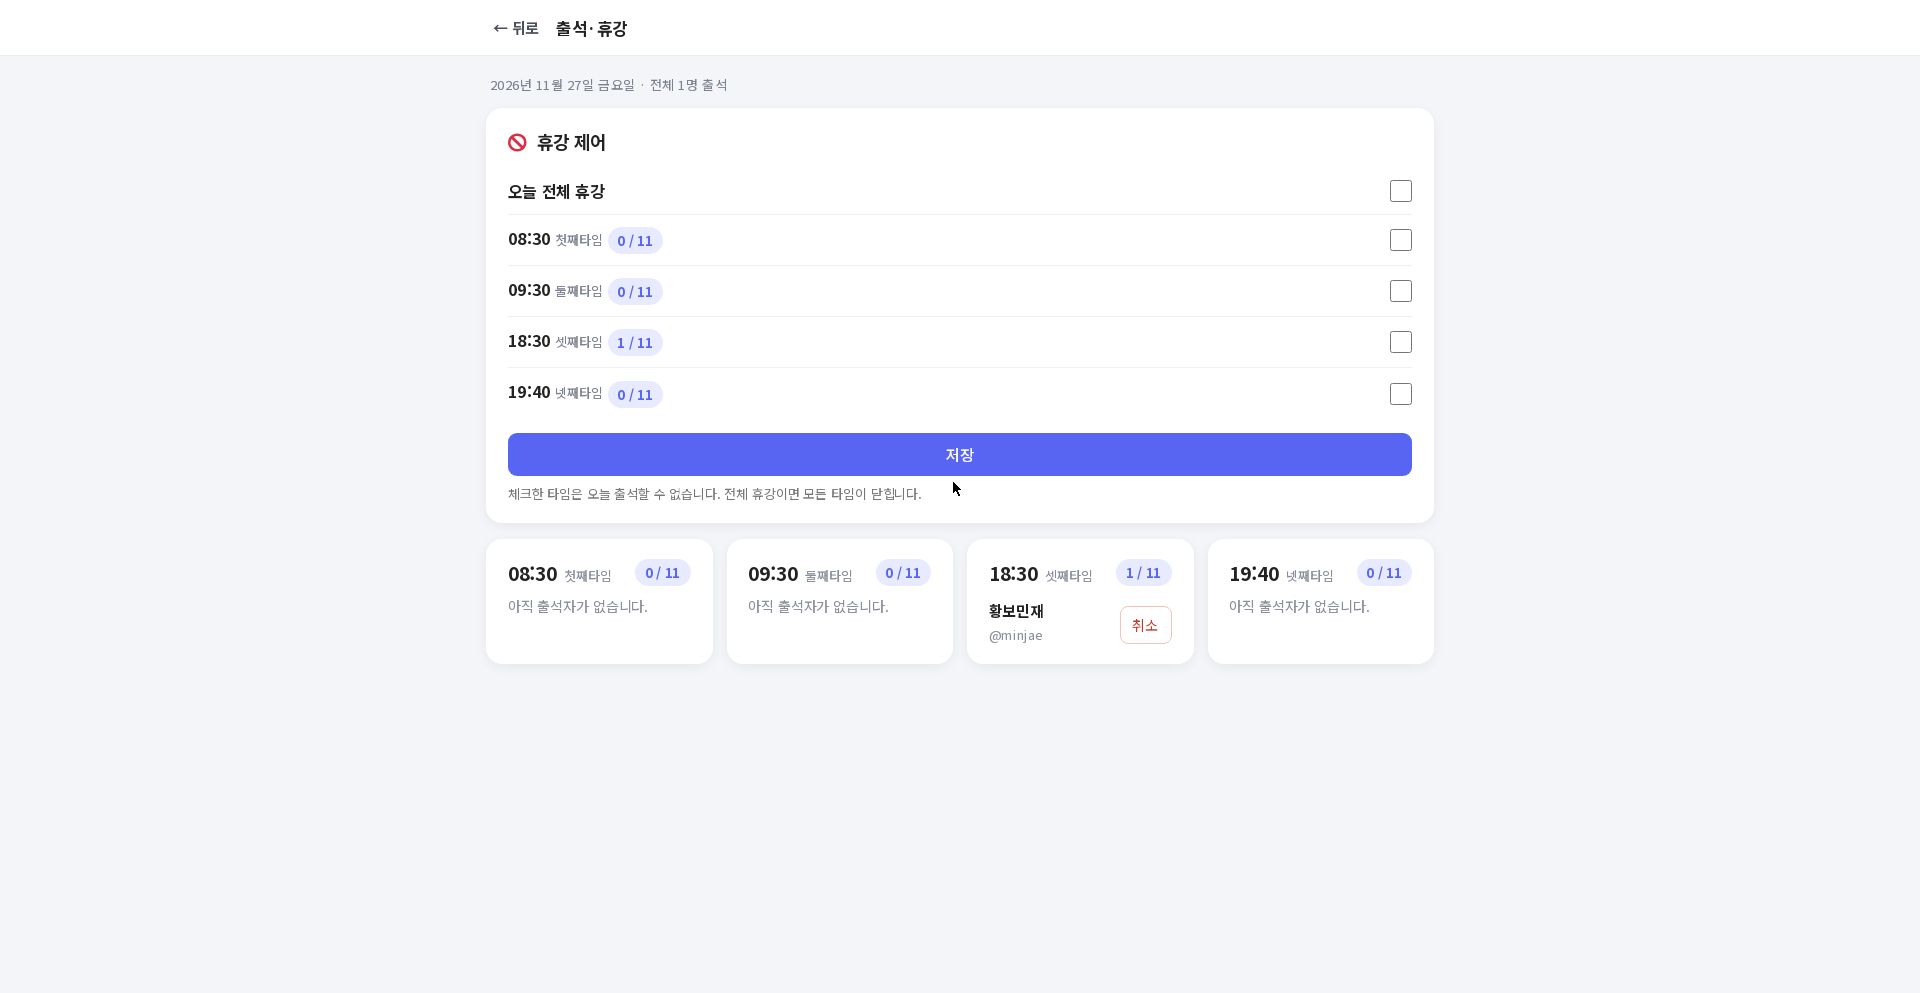 ← 뒤로 출석·휴강
2026년 11월 27일 금요일 · 전체 1명 출석
휴강 제어
오늘 전체 휴강
08:30 첫째타임 0 / 11
09:30 둘째타임 0 / 11
18:30 셋째타임 1 / 11
19:40 넷째타임 0 / 11
저장
체크한 타임은 오늘 출석할 수 없습니다. 전체 휴강이면 모든 타임이 닫힙니다.
08:30 첫째타임 0 / 11
아직 출석자가 없습니다.
09:30 둘째타임 0 / 11
아직 출석자가 없습니다.
18:30 셋째타임 1 / 11
황보민재
@minjae
취소
19:40 넷째타임 0 / 11
아직 출석자가 없습니다.